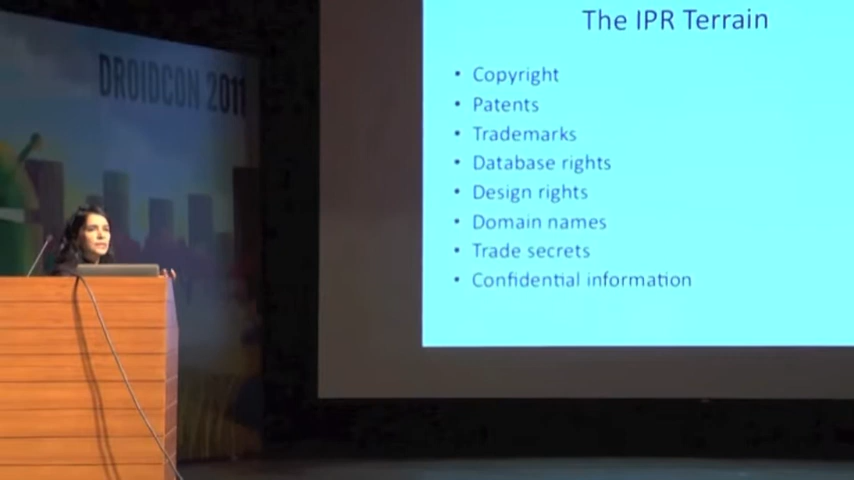 DROIDCON 2011
The IPR Terrain
• Copyright
• Patents
• Trademarks
• Database rights
• Design rights
• Domain names
• Trade secrets
• Confidential information